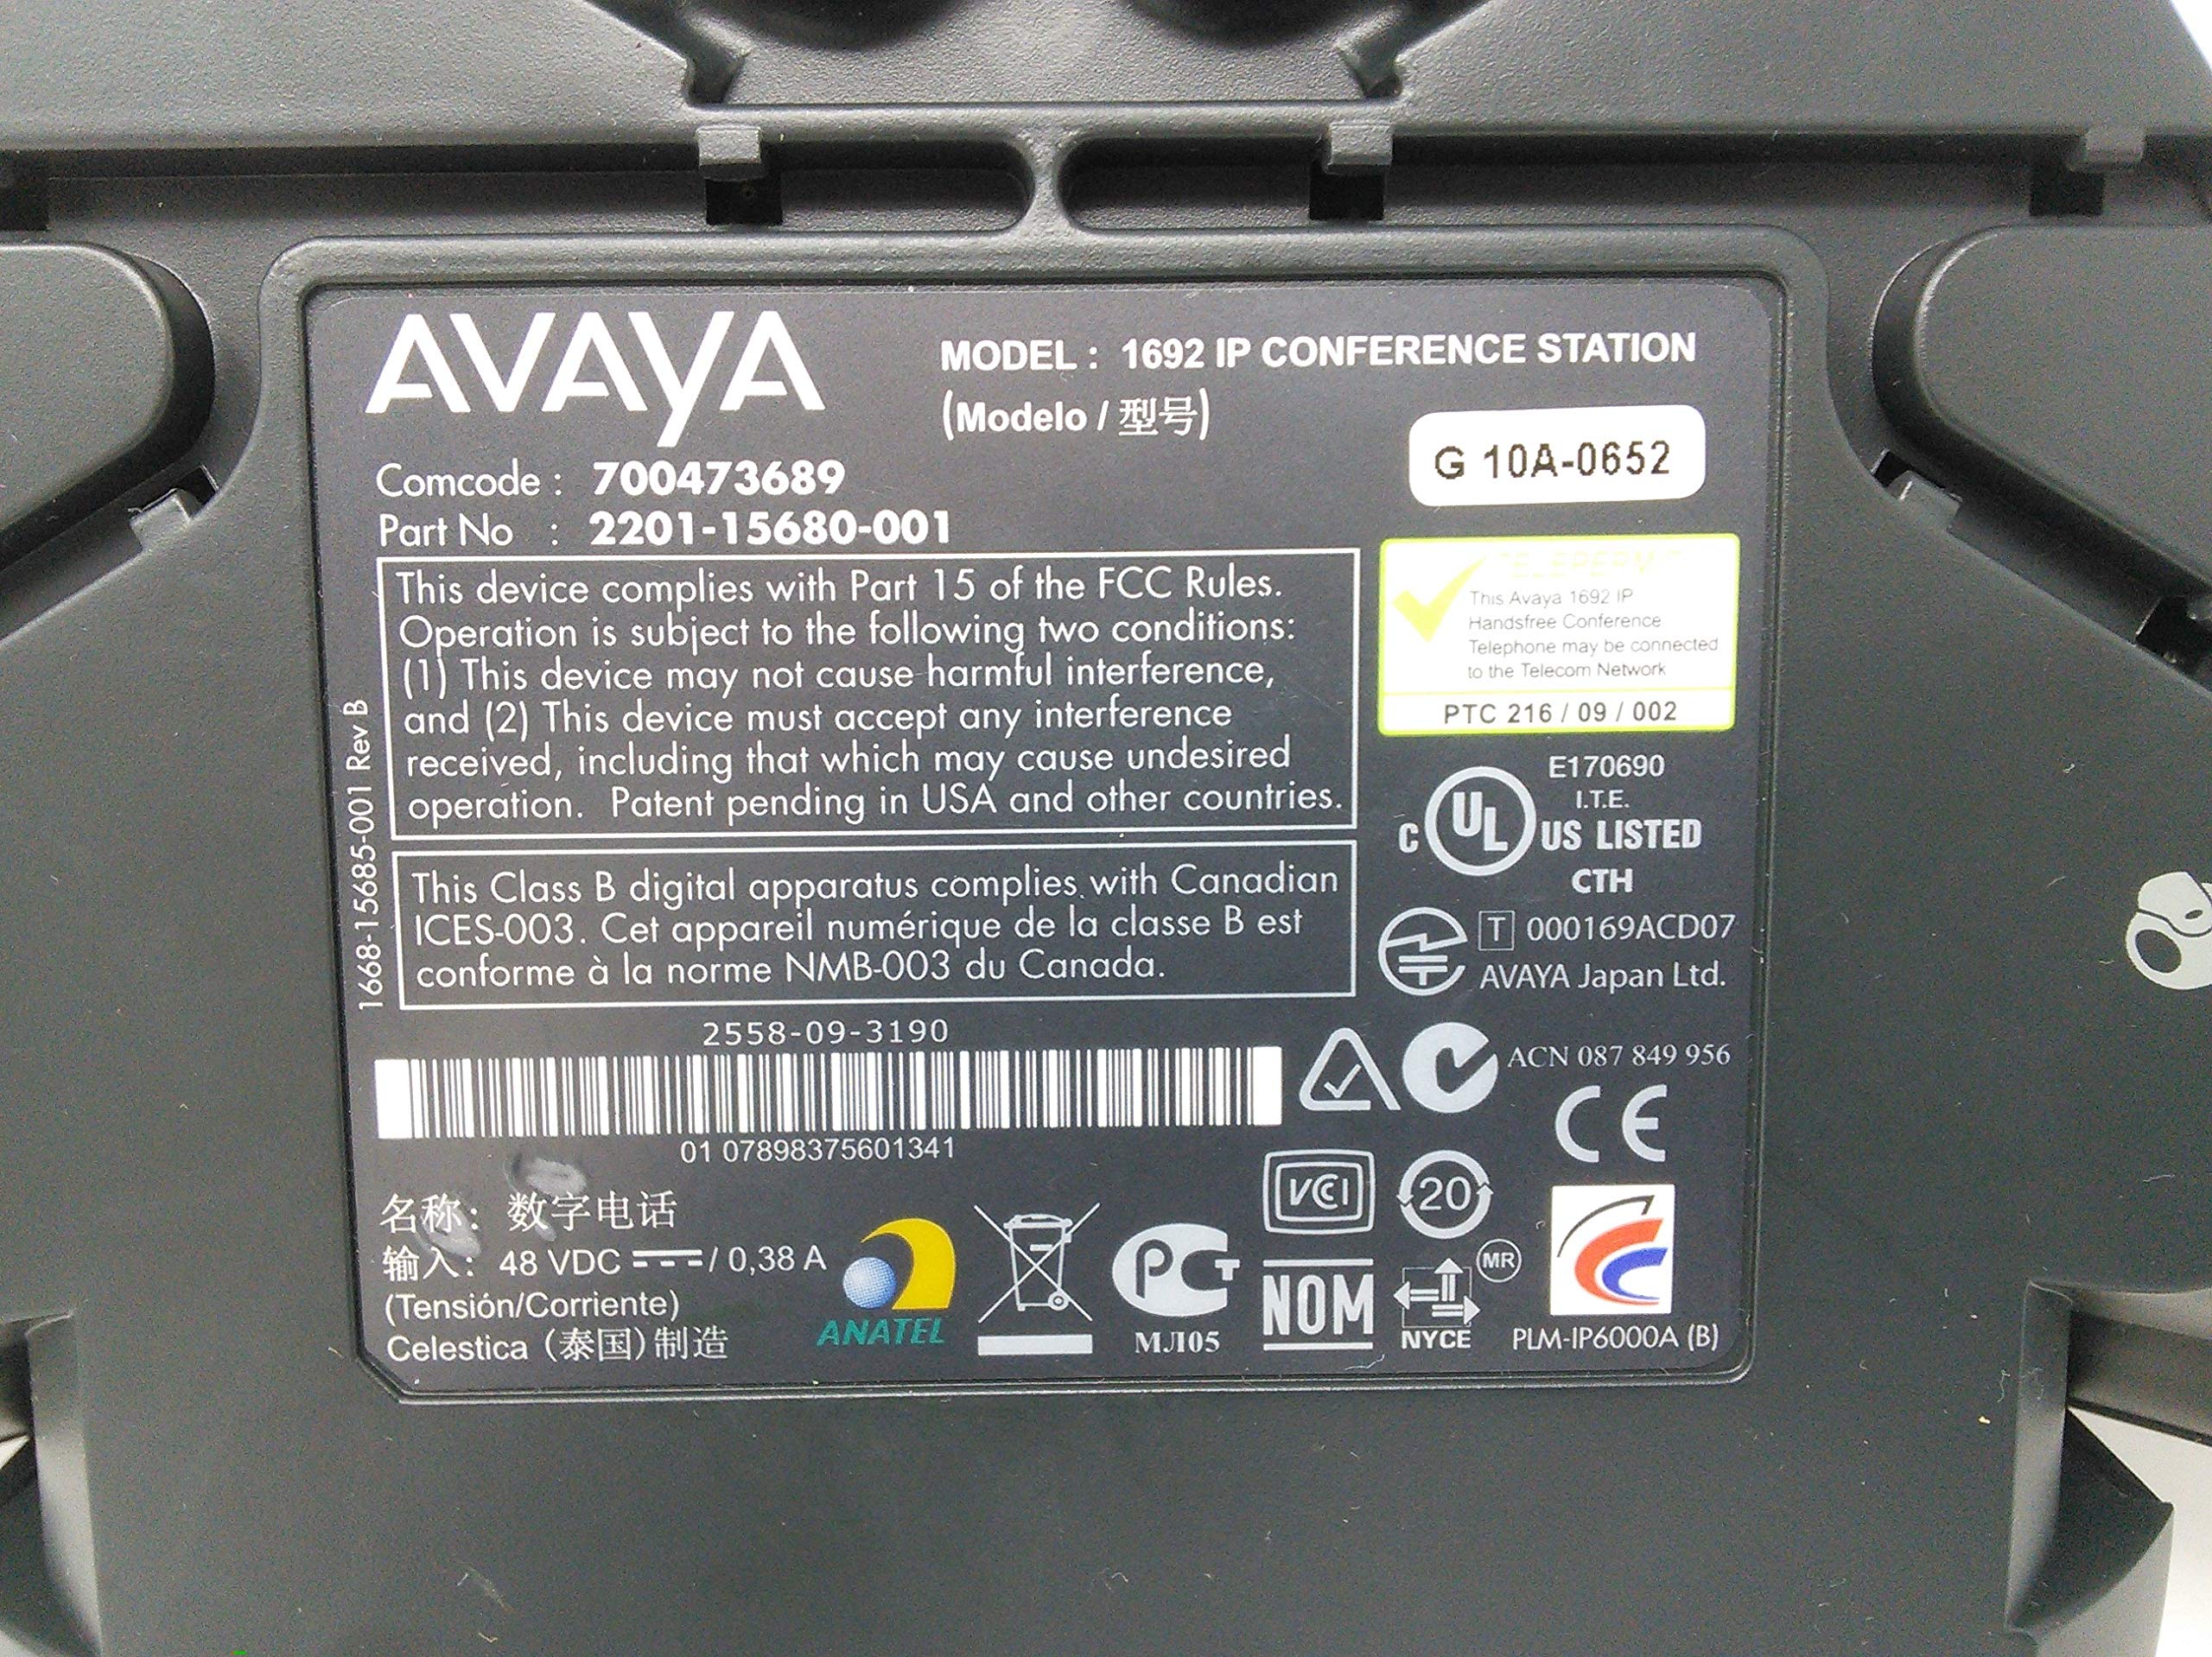 AVAYA
MODEL : 1692 IP CONFERENCE STATION
(Modelo / 型号)
G 10A-0652
Comcode : 700473689
Part No : 2201-15680-001
This device complies with Part 15 of the FCC Rules.
Operation is subject to the following two conditions:
(1) This device may not cause harmful interference,
and (2) This device must accept any interference
received, including that which may cause undesired
operation. Patent pending in USA and other countries.
TELEPERMIT
This Avaya 1692 IP
Handsfree Conference
Telephone may be connected
to the Telecom Network
PTC 216 / 09 / 002
1668-15685-001 Rev B
E170690
I.T.E.
C UL US LISTED
CTH
This Class B digital apparatus complies with Canadian
ICES-003. Cet appareil numérique de la classe B est
conforme à la norme NMB-003 du Canada.
T 000169ACD07
AVAYA Japan Ltd.
2558-09-3190
01 07898375601341
ACN 087 849 956
CE
VCCI
20
名称: 数字电话
输入: 48 VDC / 0,38 A
(Tensión/Corriente)
Celestica (泰国)制造
ANATEL
PCT
МЛ05
NOM
MR
NYCE
PLM-IP6000A (B)